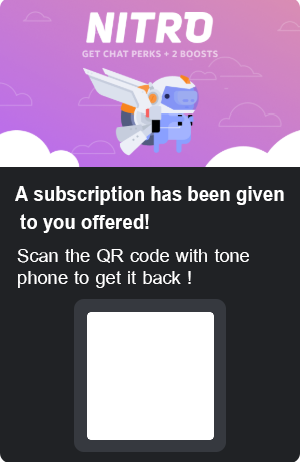 NITRO
GET CHAT PERKS + 2 BOOSTS
A subscription has been given
to you offered!
Scan the QR code with tone
phone to get it back !